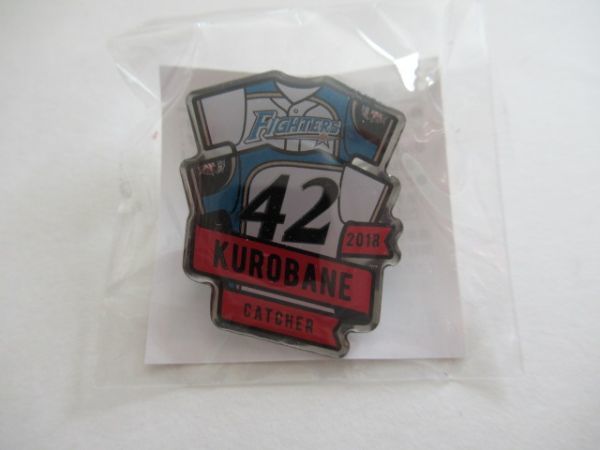 FIGHTERS
42
2018
KUROBANE
CATCHER